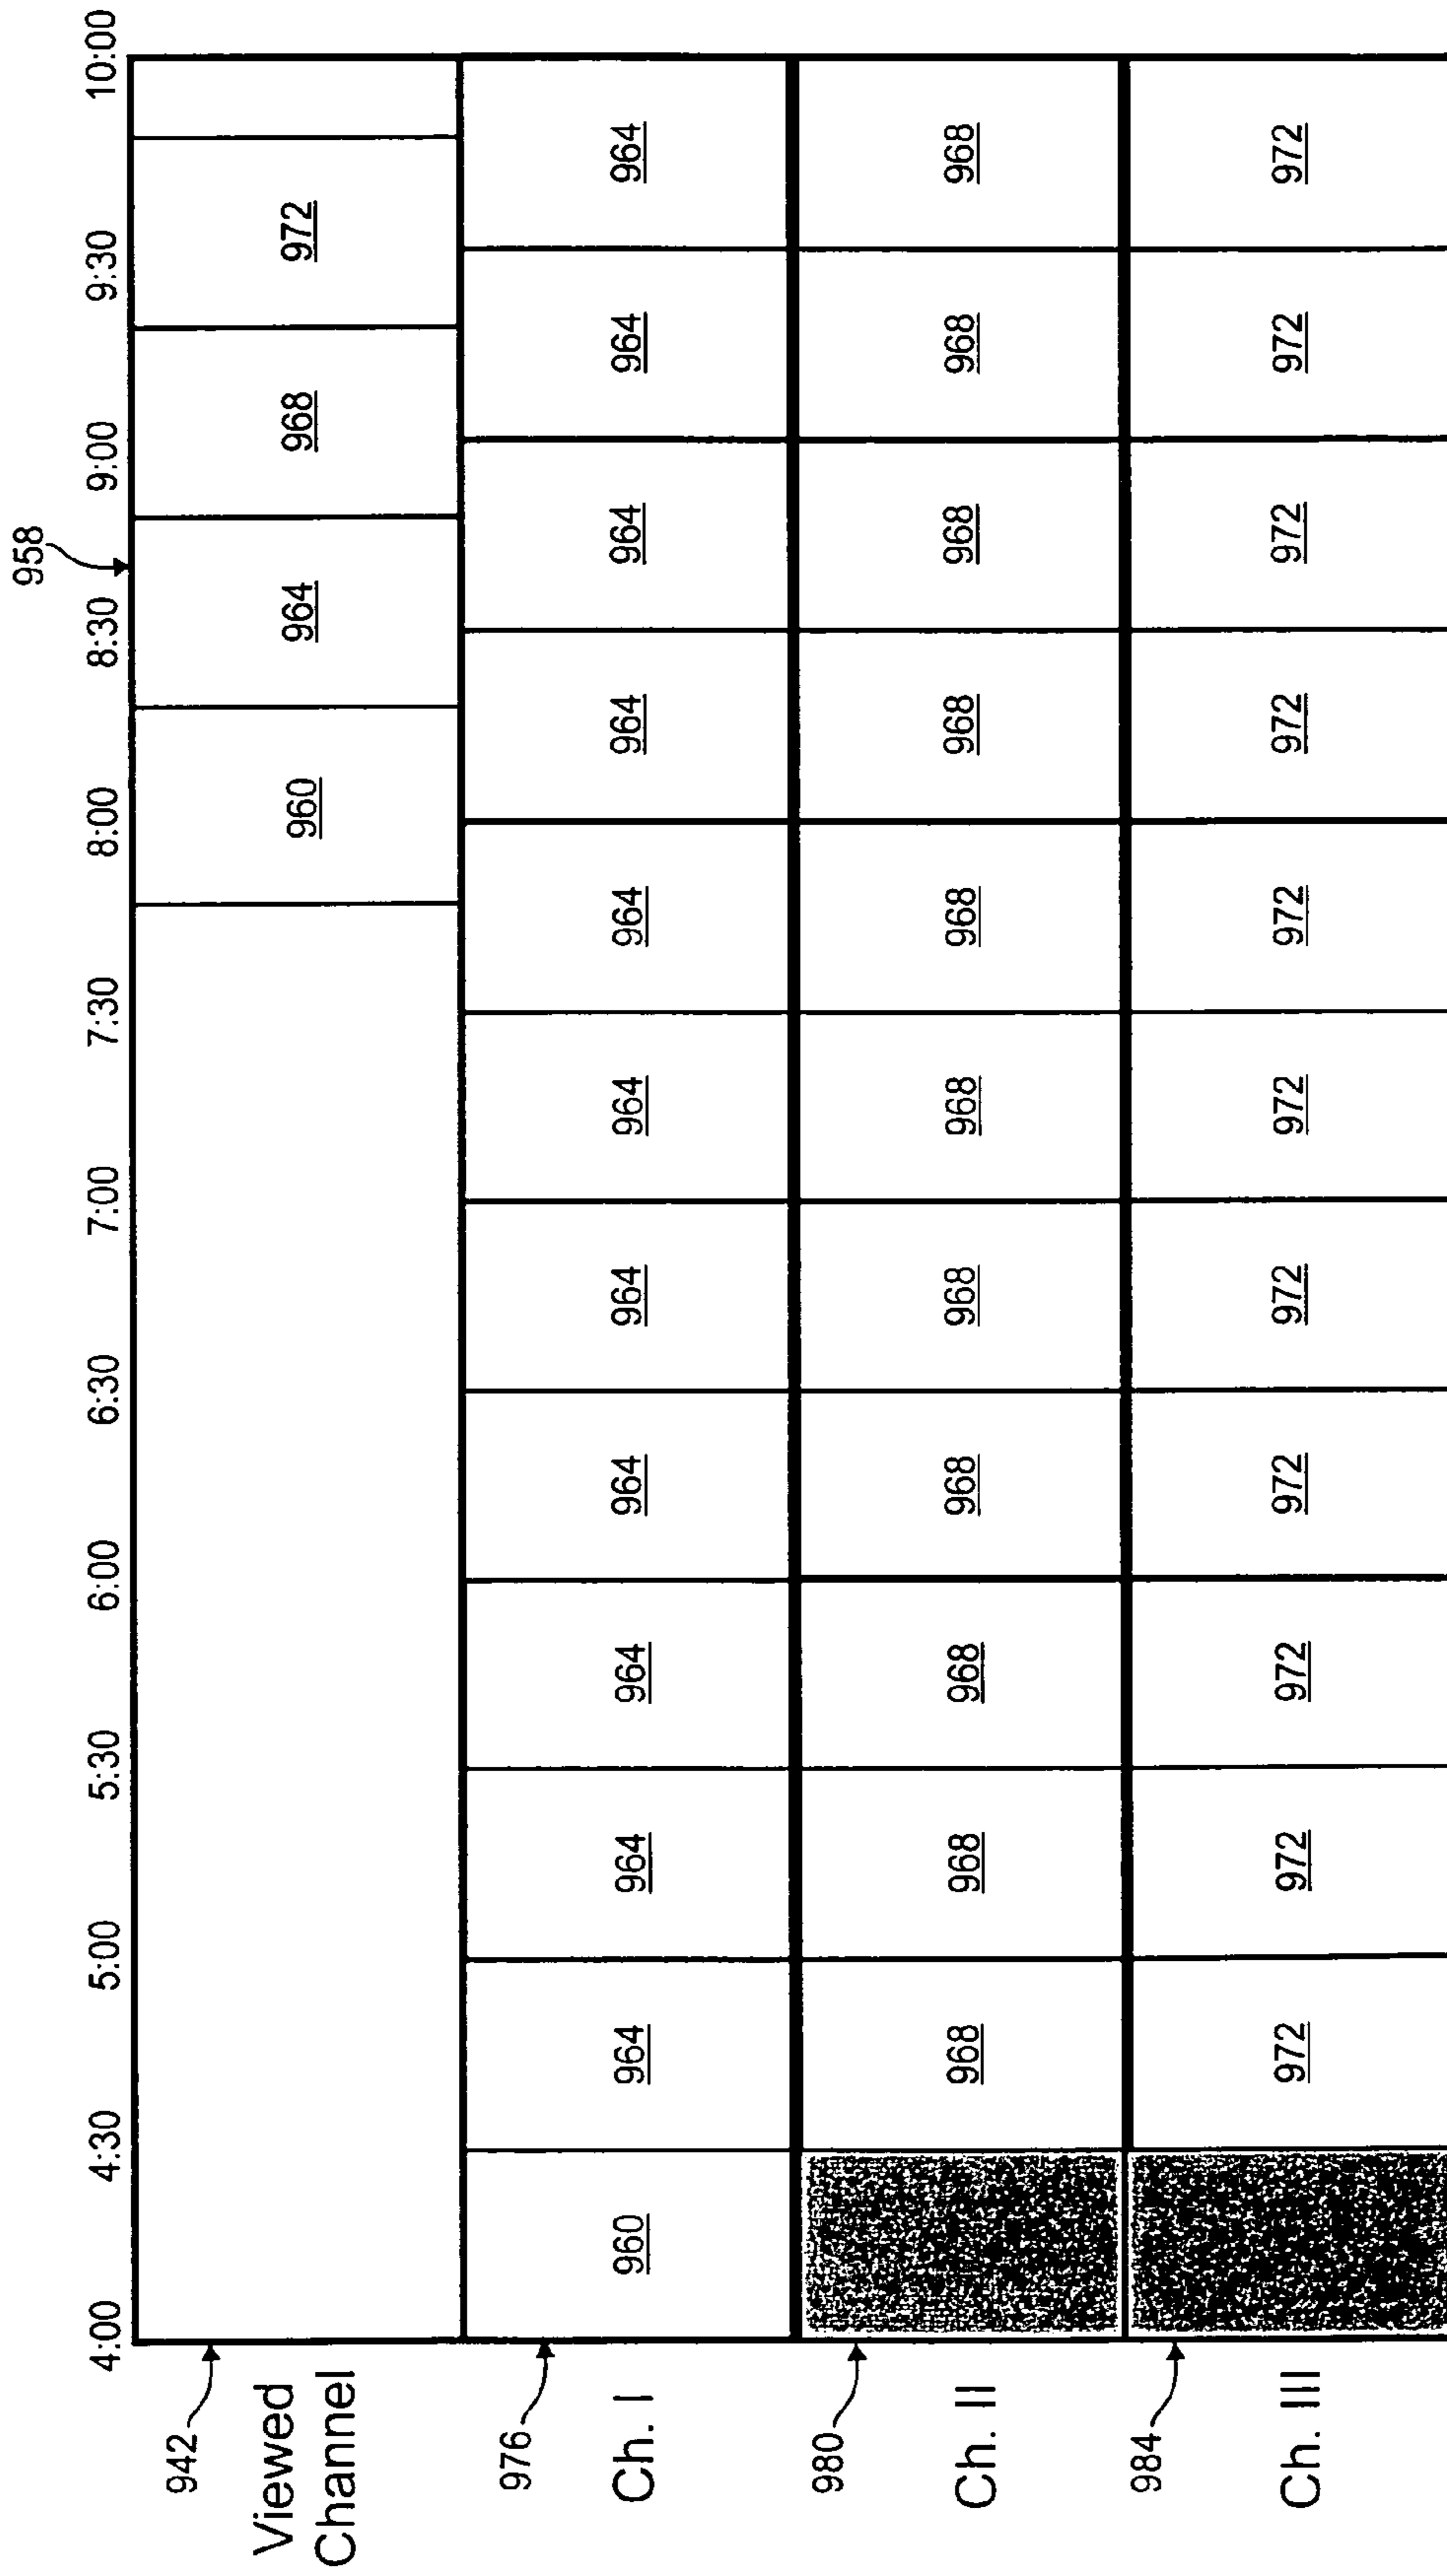 958
4:00 4:30 5:00 5:30 6:00 6:30 7:00 7:30 8:00 8:30 9:00 9:30 10:00
942
Viewed
Channel
960 964 968 972
976
Ch. I
960 964 964 964 964 964 964 964 964 964 964 964
980
Ch. II
968 968 968 968 968 968 968 968 968 968 968
984
Ch. III
972 972 972 972 972 972 972 972 972 972 972